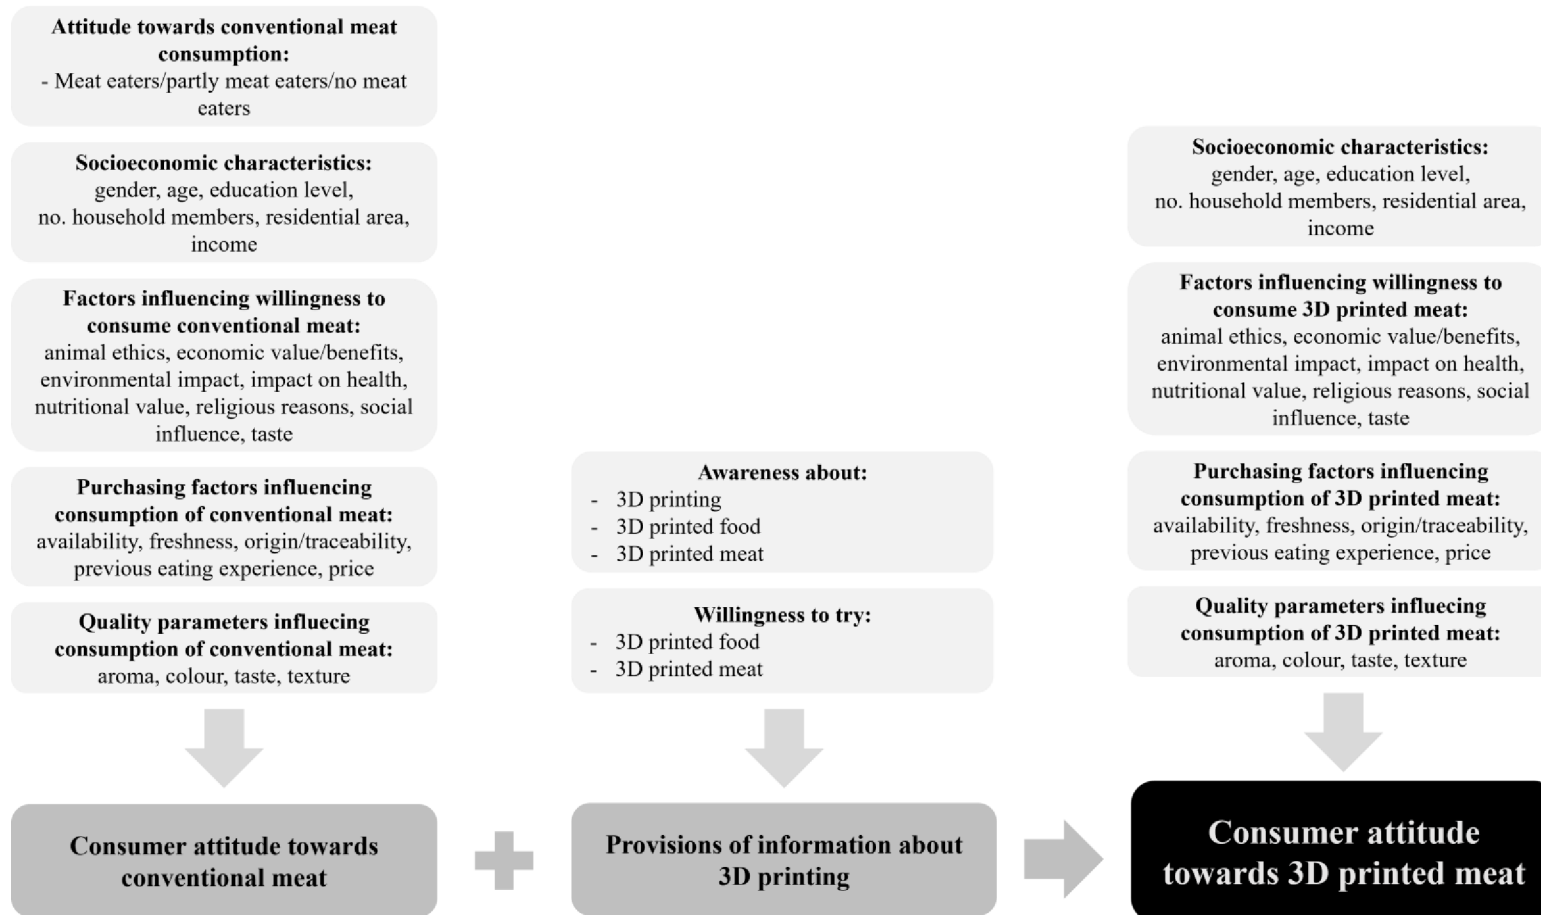 Attitude towards conventional meat
consumption:
- Meat eaters/partly meat eaters/no meat
eaters
Socioeconomic characteristics:
gender, age, education level,
no. household members, residential area,
income
Factors influencing willingness to
consume conventional meat:
animal ethics, economic value/benefits,
environmental impact, impact on health,
nutritional value, religious reasons, social
influence, taste
Purchasing factors influencing
consumption of conventional meat:
availability, freshness, origin/traceability,
previous eating experience, price
Quality parameters influecing
consumption of conventional meat:
aroma, colour, taste, texture
Consumer attitude towards
conventional meat
Awareness about:
- 3D printing
- 3D printed food
- 3D printed meat
Willingness to try:
- 3D printed food
- 3D printed meat
Provisions of information about
3D printing
Socioeconomic characteristics:
gender, age, education level,
no. household members, residential area,
income
Factors influencing willingness to
consume 3D printed meat:
animal ethics, economic value/benefits,
environmental impact, impact on health,
nutritional value, religious reasons, social
influence, taste
Purchasing factors influencing
consumption of 3D printed meat:
availability, freshness, origin/traceability,
previous eating experience, price
Quality parameters influecing
consumption of 3D printed meat:
aroma, colour, taste, texture
Consumer attitude
towards 3D printed meat